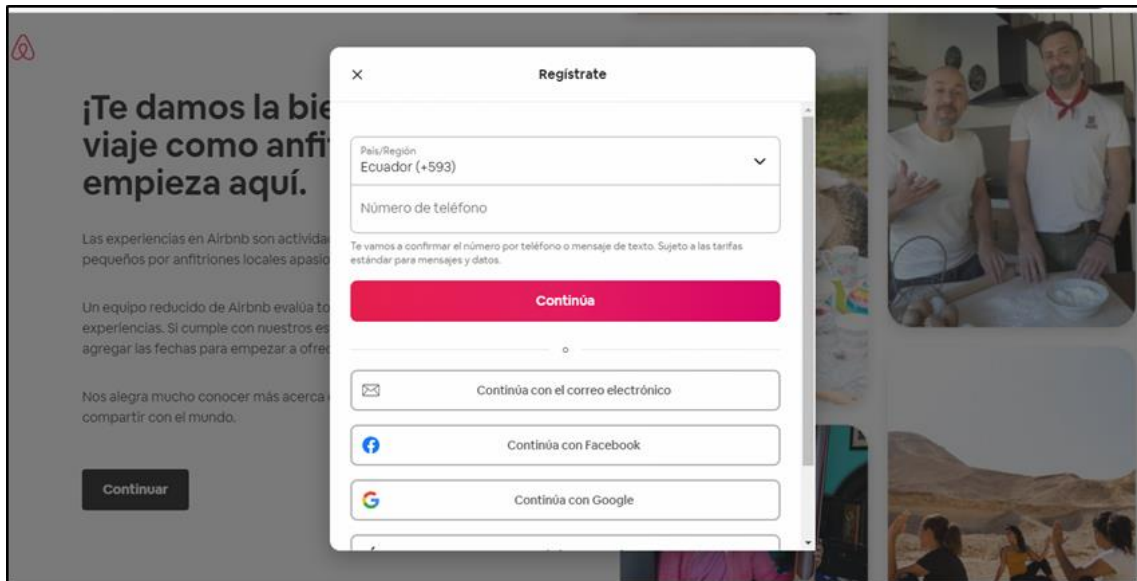 Regístrate
País/Región
Ecuador (+593)
Número de teléfono
Te vamos a confirmar el número por teléfono o mensaje de texto. Sujeto a las tarifas
estándar para mensajes y datos.
Continúa
o
Continúa con el correo electrónico
Continúa con Facebook
Continúa con Google
¡Te damos la bie
viaje como anfi
empieza aquí.
Las experiencias en Airbnb son activida
pequeños por anfitriones locales apasio
Un equipo reducido de Airbnb evalúa to
experiencias. Si cumple con nuestros es
agregar las fechas para empezar a ofrec
Nos alegra mucho conocer más acerca
compartir con el mundo.
Continuar